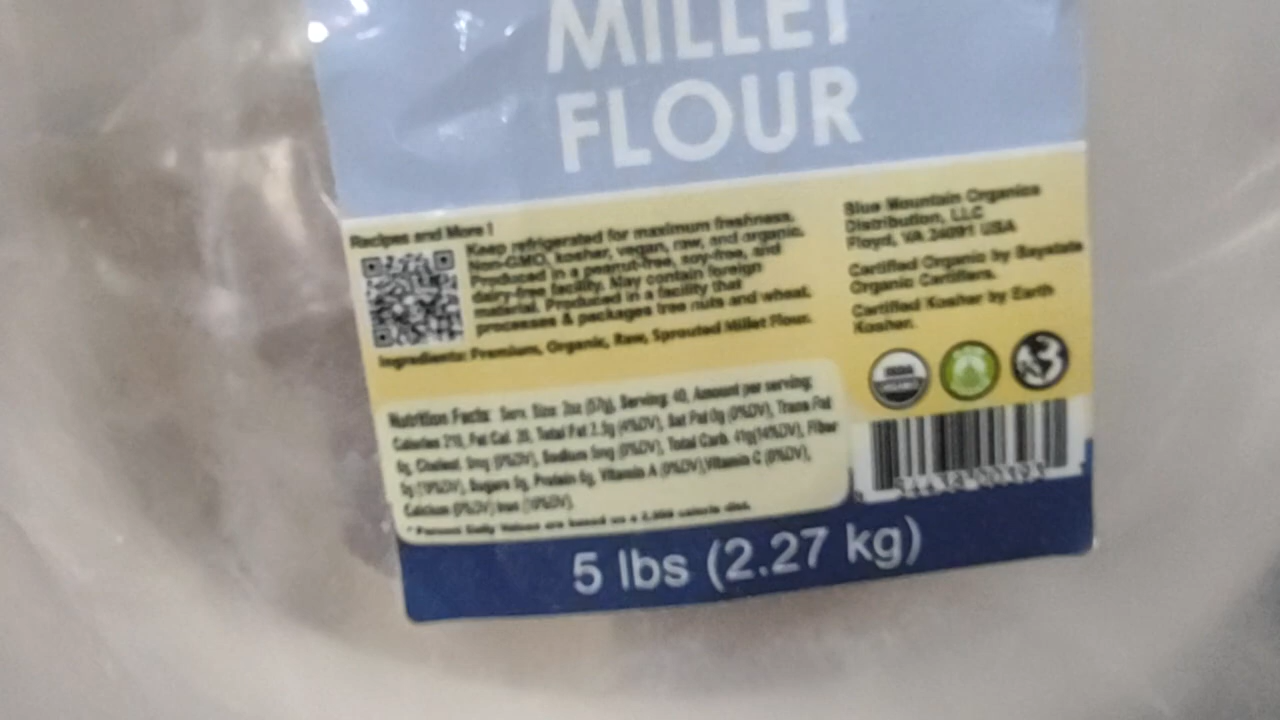 MILLET
FLOUR
Recipes and More !
Keep refrigerated for maximum freshness.
Non-GMO, kosher, vegan, raw, and organic.
Produced in a peanut-free, soy-free, and
dairy-free facility. May contain foreign
material. Produced in a facility that
processes & packages tree nuts and wheat.
Ingredients: Premium, Organic, Raw, Sprouted Millet Flour.
Blue Mountain Organics
Distribution, LLC
Floyd, VA 24091 USA
Certified Organic by Baystate
Organic Certifiers.
Certified Kosher by Earth
Kosher.
USDA
ORGANIC
Nutrition Facts: Serv. Size: 2oz (57g), Serving: 40, Amount per serving:
Calories 210, Fat Cal. 20, Total Fat 2.5g (4%DV), Sat Fat 0g (0%DV), Trans Fat
0g, Cholest. 0mg (0%DV), Sodium 5mg (0%DV), Total Carb. 41g(14%DV), Fiber
5g (19%DV), Sugars 0g, Protein 6g, Vitamin A (0%DV),Vitamin C (0%DV),
Calcium (0%DV) Iron (10%DV).
* Percent Daily Values are based on a 2,000 calorie diet.
5 lbs (2.27 kg)